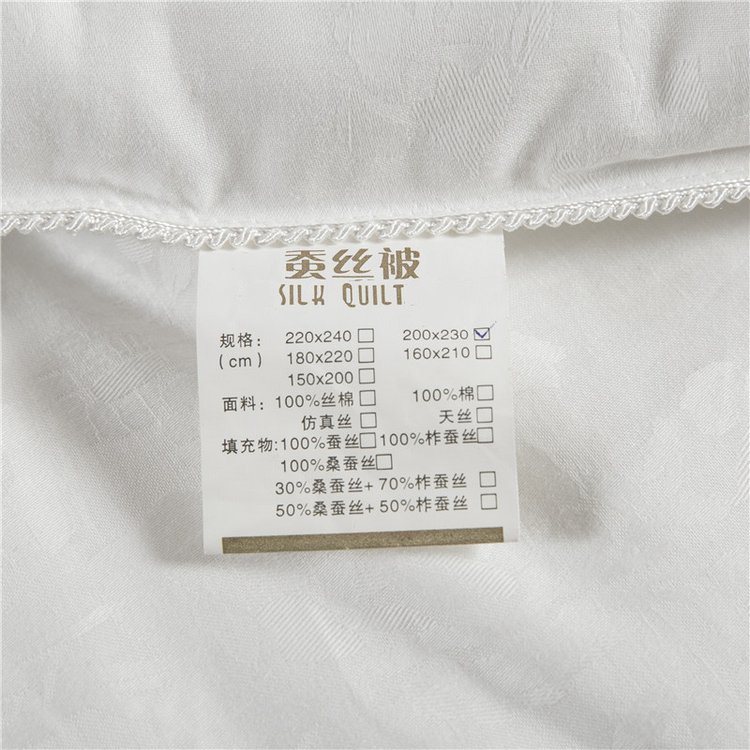 蚕丝被
SILK QUILT
规格: 220x240□ 200x230☑
(cm) 180x220□ 160x210□
150x200□
面料: 100%丝棉□ 100%棉□
仿真丝□ 天丝□
填充物:100%蚕丝□100%柞蚕丝□
100%桑蚕丝□
30%桑蚕丝+ 70%柞蚕丝□
50%桑蚕丝+ 50%柞蚕丝□